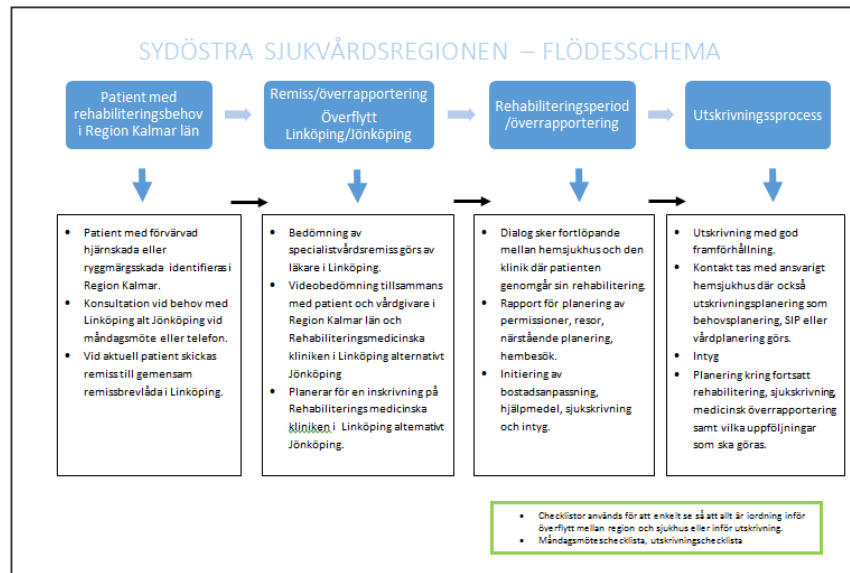 SYDÖSTRA SJUKVÅRDSREGIONEN – FLÖDESSCHEMA
Patient med
rehabiliteringsbehov
i Region Kalmar län
Remiss/överrapportering
Överflytt
Linköping/Jönköping
Rehabiliteringsperiod
/överrapportering
Utskrivningssprocess
• Patient med förvärvad
hjärnskada eller
ryggmärgsskada identifieras i
Region Kalmar.
• Konsultation vid behov med
Linköping alt Jönköping vid
måndagsmöte eller telefon.
• Vid aktuell patient skickas
remiss till gemensam
remissbrevlåda i Linköping.
• Bedömning av
specialistvårdsremiss görs av
läkare i Linköping.
• Videobedömning tillsammans
med patient och vårdgivare i
Region Kalmar län och
Rehabiliteringsmedicinska
kliniken i Linköping alternativt
Jönköping
• Planerar för en inskrivning på
Rehabiliterings medicinska
kliniken i Linköping alternativt
Jönköping.
• Dialog sker fortlöpande
mellan hemsjukhus och den
klinik där patienten
genomgår sin rehabilitering.
• Rapport för planering av
permissioner, resor,
närstående planering,
hembesök.
• Initiering av
bostadsanpassning,
hjälpmedel, sjukskrivning
och intyg.
• Utskrivning med god
framförhållning.
• Kontakt tas med ansvarigt
hemsjukhus där också
utskrivningsplanering som
behovsplanering, SIP eller
vårdplanering görs.
• Intyg
• Planering kring fortsatt
rehabilitering, sjukskrivning,
medicinsk överrapportering
samt vilka uppföljningar
som ska göras.
• Checklistor används för att enkelt se så att allt är iordning inför
överflytt mellan region och sjukhus eller inför utskrivning.
• Måndagsmöteschecklista, utskrivningschecklista